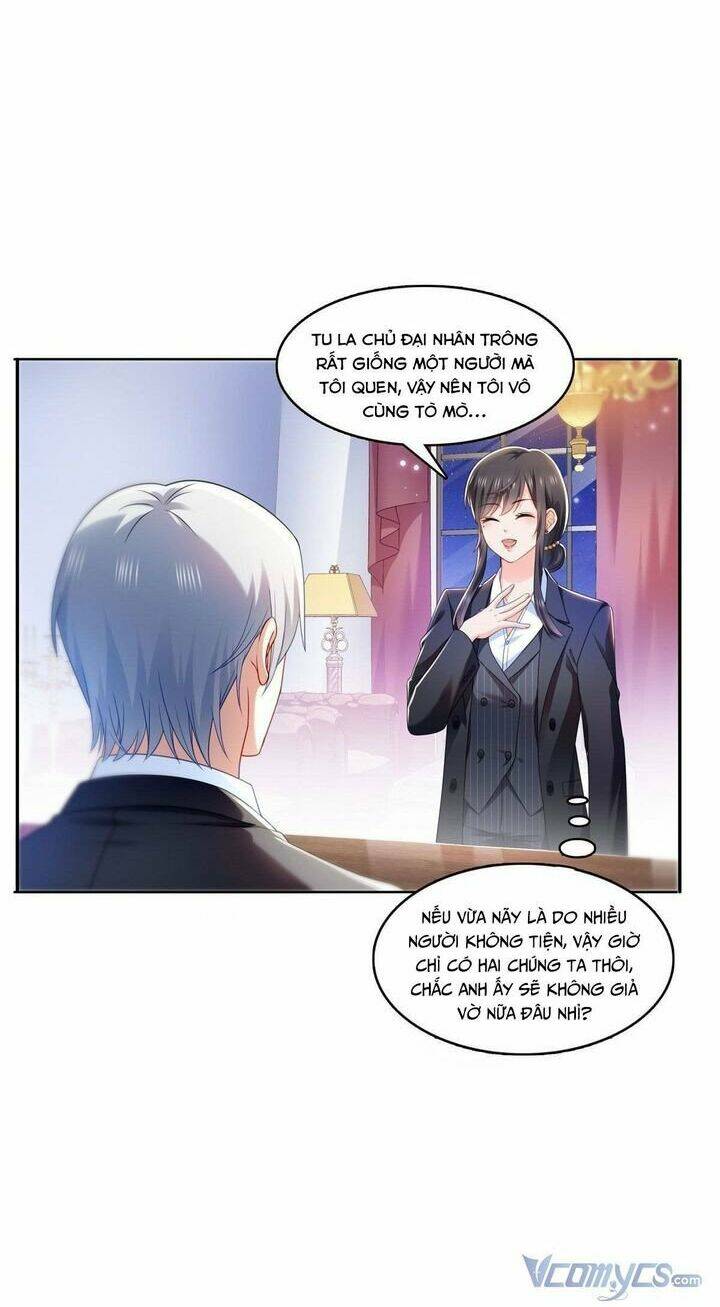 TU LA CHỦ ĐẠI NHÂN TRÔNG
RẤT GIỐNG MỘT NGƯỜI MÀ
TÔI QUEN, VẬY NÊN TÔI VÔ
CÙNG TÒ MÒ...
NẾU VỪA NÃY LÀ DO NHIỀU
NGƯỜI KHÔNG TIỆN, VẬY GIỜ
CHỈ CÓ HAI CHÚNG TA THÔI,
CHẮC ANH ẤY SẼ KHÔNG GIẢ
VỜ NỮA ĐÂU NHỈ?
VCOMYCS.com